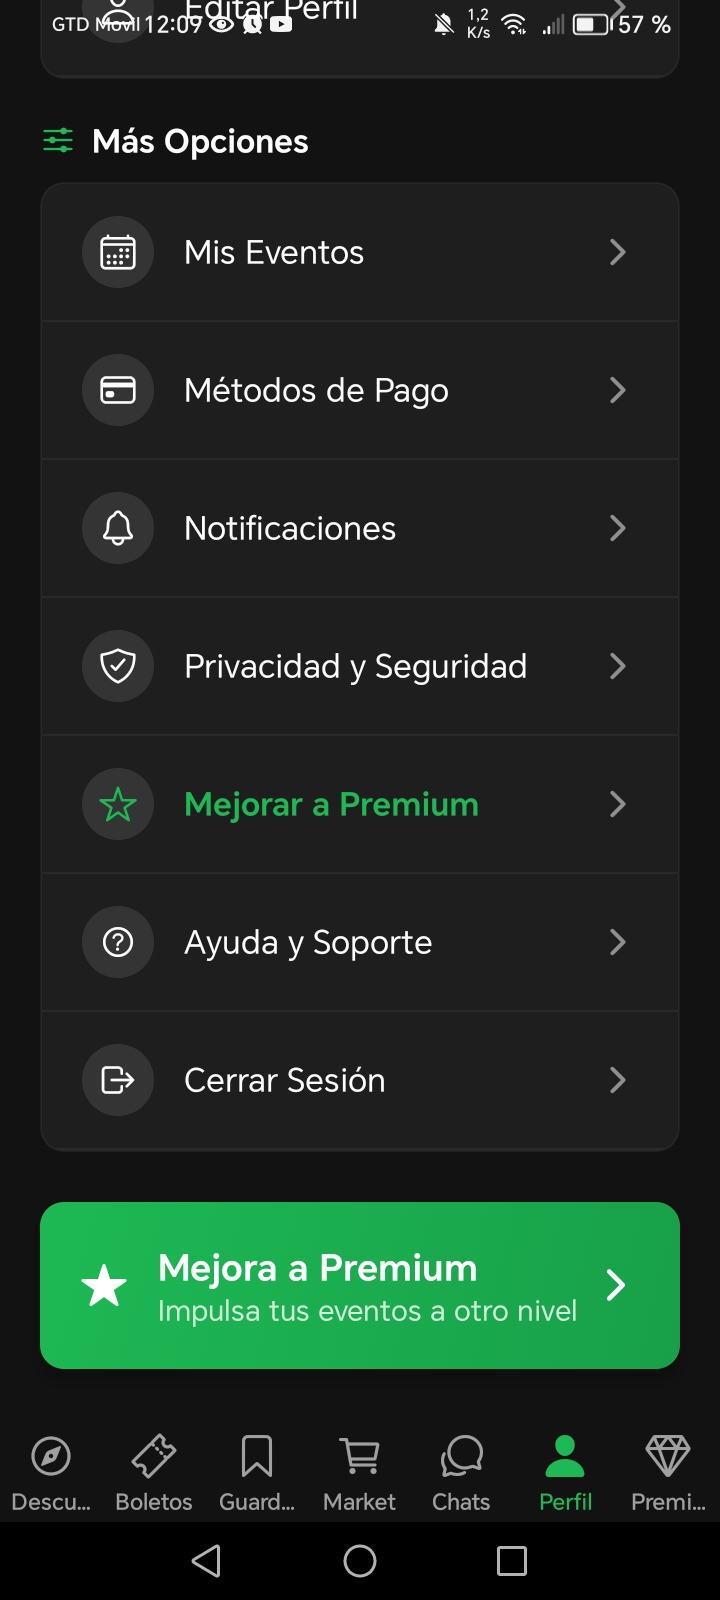 Editar Perfil
GTD Móvil 12:09
1,2
K/s
57 %
Más Opciones
Mis Eventos
Métodos de Pago
Notificaciones
Privacidad y Seguridad
Mejorar a Premium
Ayuda y Soporte
Cerrar Sesión
Mejora a Premium
Impulsa tus eventos a otro nivel
Descu...
Boletos
Guard...
Market
Chats
Perfil
Premi...